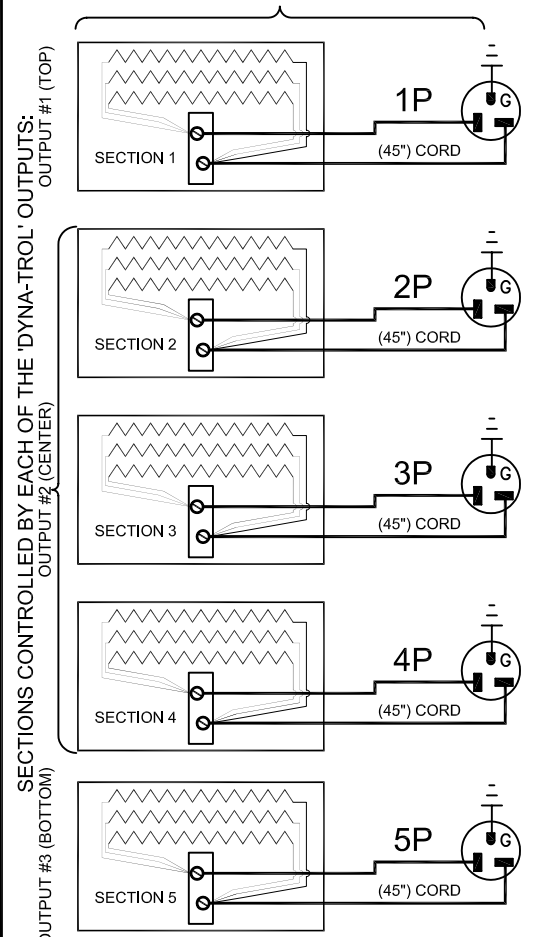 SECTIONS CONTROLLED BY EACH OF THE 'DYNA-TROL' OUTPUTS:
OUTPUT #1 (TOP)
SECTION 1
1P
(45") CORD
G
OUTPUT #2 (CENTER)
SECTION 2
2P
(45") CORD
G
SECTION 3
3P
(45") CORD
G
SECTION 4
4P
(45") CORD
G
OUTPUT #3 (BOTTOM)
SECTION 5
5P
(45") CORD
G